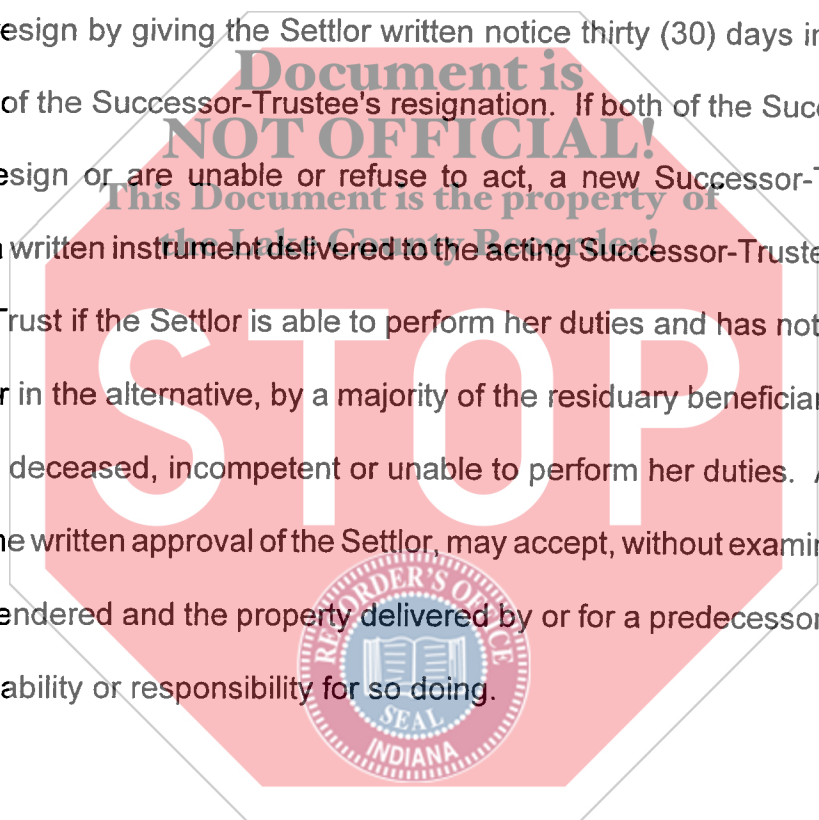 esign by giving the Settlor written notice thirty (30) days in
Document is
of the Successor-Trustee's resignation. If both of the Suc
NOT OFFICIAL!
esign or are unable or refuse to act, a new Successor-
This Document is the property of
the Lake County Recorder!
written instrument delivered to the acting Successor-Truste
Trust if the Settlor is able to perform her duties and has not
STOP
r in the alternative, by a majority of the residuary beneficiar
deceased, incompetent or unable to perform her duties.
e written approval of the Settlor, may accept, without examin
endered and the property delivered by or for a predecessor
ability or responsibility for so doing.
RECORDER'S OFFICE
SEAL
INDIANA